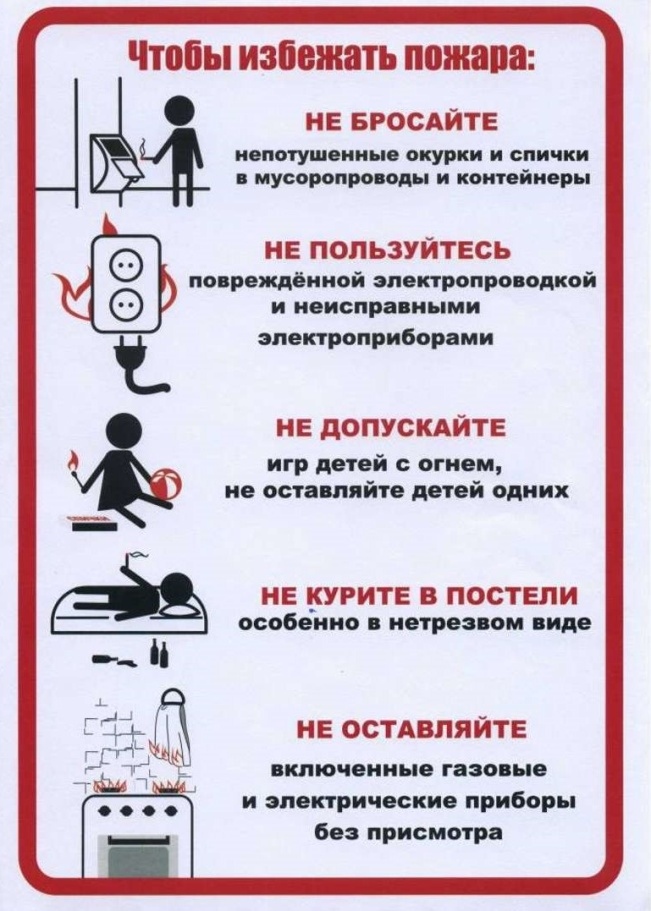 Чтобы избежать пожара:
НЕ БРОСАЙТЕ
непотушенные окурки и спички
в мусоропроводы и контейнеры
НЕ ПОЛЬЗУЙТЕСЬ
повреждённой электропроводкой
и неисправными
электроприборами
НЕ ДОПУСКАЙТЕ
игр детей с огнем,
не оставляйте детей одних
НЕ КУРИТЕ В ПОСТЕЛИ
особенно в нетрезвом виде
НЕ ОСТАВЛЯЙТЕ
включенные газовые
и электрические приборы
без присмотра